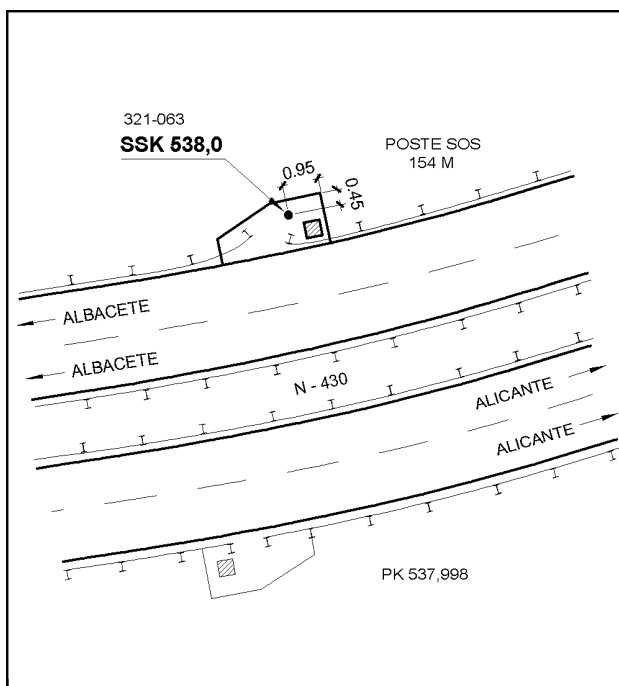 321-063
SSK 538,0
POSTE SOS
154 M
0.95
0.45
ALBACETE
ALBACETE
N - 430
ALICANTE
ALICANTE
PK 537,998